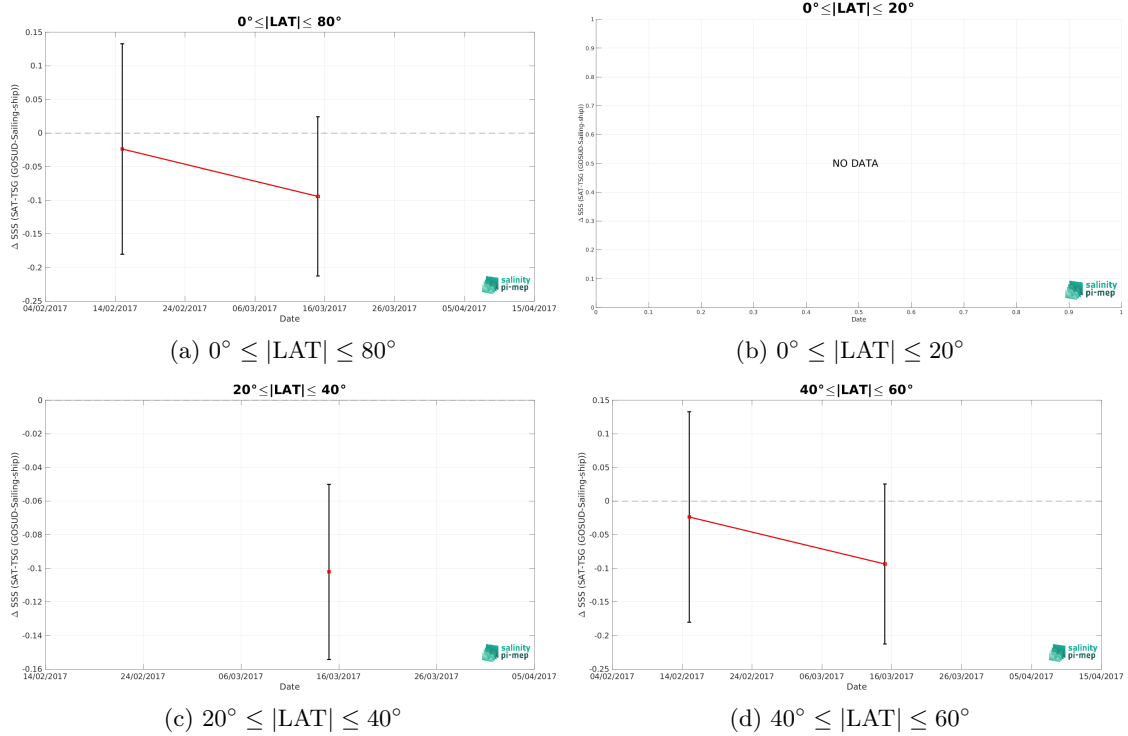 0°≤|LAT|≤ 80°
0.15
0.1
0.05
0
-0.05
-0.1
-0.15
-0.2
-0.25
Δ SSS (SAT-TSG (GOSUD-Sailing-ship))
04/02/2017 14/02/2017 24/02/2017 06/03/2017 16/03/2017 26/03/2017 05/04/2017 15/04/2017
Date
salinity
pi-mep
(a) 0° ≤ |LAT| ≤ 80°
0°≤|LAT|≤ 20°
1
0.9
0.8
0.7
0.6
0.5
0.4
0.3
0.2
0.1
0
Δ SSS (SAT-TSG (GOSUD-Sailing-ship))
NO DATA
0 0.1 0.2 0.3 0.4 0.5 0.6 0.7 0.8 0.9 1
Date
salinity
pi-mep
(b) 0° ≤ |LAT| ≤ 20°
20°≤|LAT|≤ 40°
0
-0.02
-0.04
-0.06
-0.08
-0.1
-0.12
-0.14
-0.16
Δ SSS (SAT-TSG (GOSUD-Sailing-ship))
14/02/2017 24/02/2017 06/03/2017 16/03/2017 26/03/2017 05/04/2017
Date
salinity
pi-mep
(c) 20° ≤ |LAT| ≤ 40°
40°≤|LAT|≤ 60°
0.15
0.1
0.05
0
-0.05
-0.1
-0.15
-0.2
-0.25
Δ SSS (SAT-TSG (GOSUD-Sailing-ship))
04/02/2017 14/02/2017 24/02/2017 06/03/2017 16/03/2017 26/03/2017 05/04/2017 15/04/2017
Date
salinity
pi-mep
(d) 40° ≤ |LAT| ≤ 60°